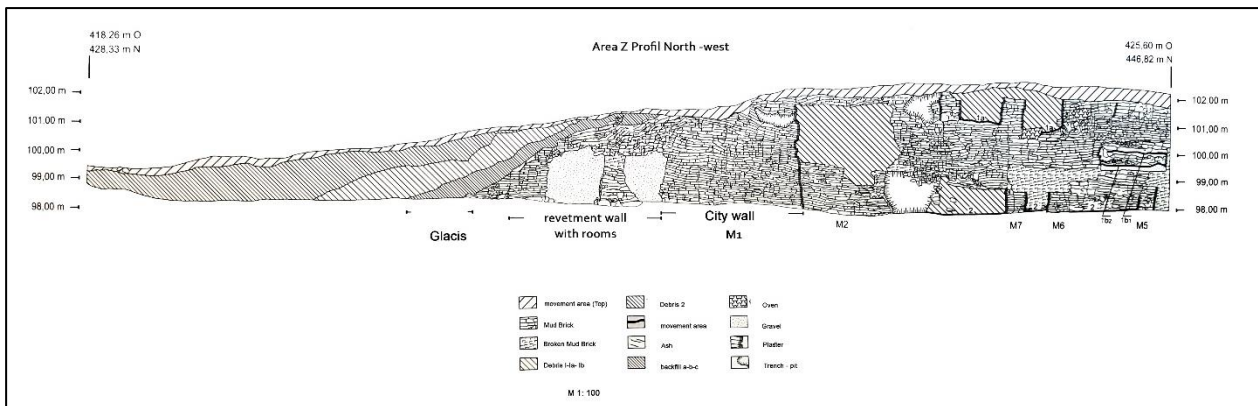 418.26 m O
428,33 m N
Area Z Profil North -west
425,60 m O
446,82 m N
102,00 m
101,00 m
100,00 m
99,00 m
98,00 m
102,00 m
101,00 m
100,00 m
99,00 m
98,00 m
Glacis
revetment wall
with rooms
City wall
M1
M2
M7
M6
Tb2
Tb1
M5
movement area (Top)
Mud Brick
Broken Mud Brick
Debris I-Ia- Ib
Debris 2
movement area
Ash
backfill a-b-c
Oven
Gravel
Plaster
Trench - pit
M 1: 100